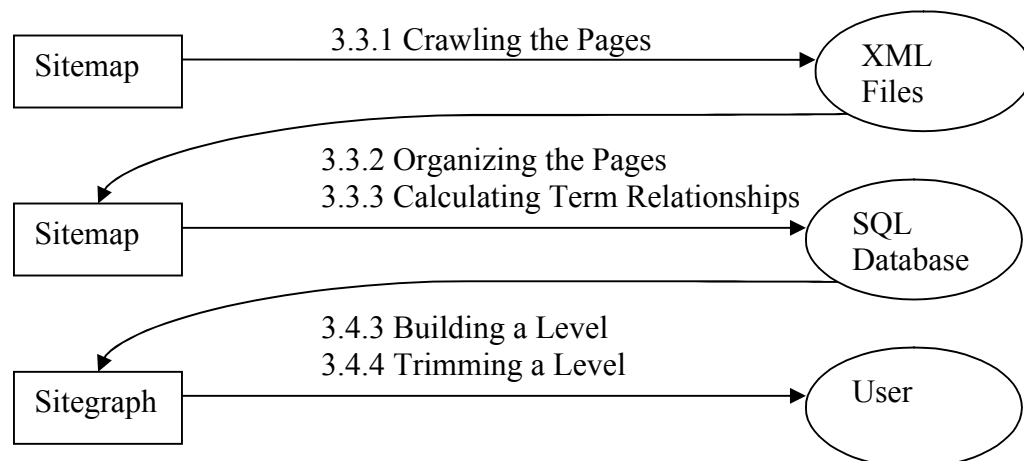 3.3.1 Crawling the Pages
Sitemap
XML
Files
3.3.2 Organizing the Pages
3.3.3 Calculating Term Relationships
Sitemap
SQL
Database
3.4.3 Building a Level
3.4.4 Trimming a Level
Sitegraph
User